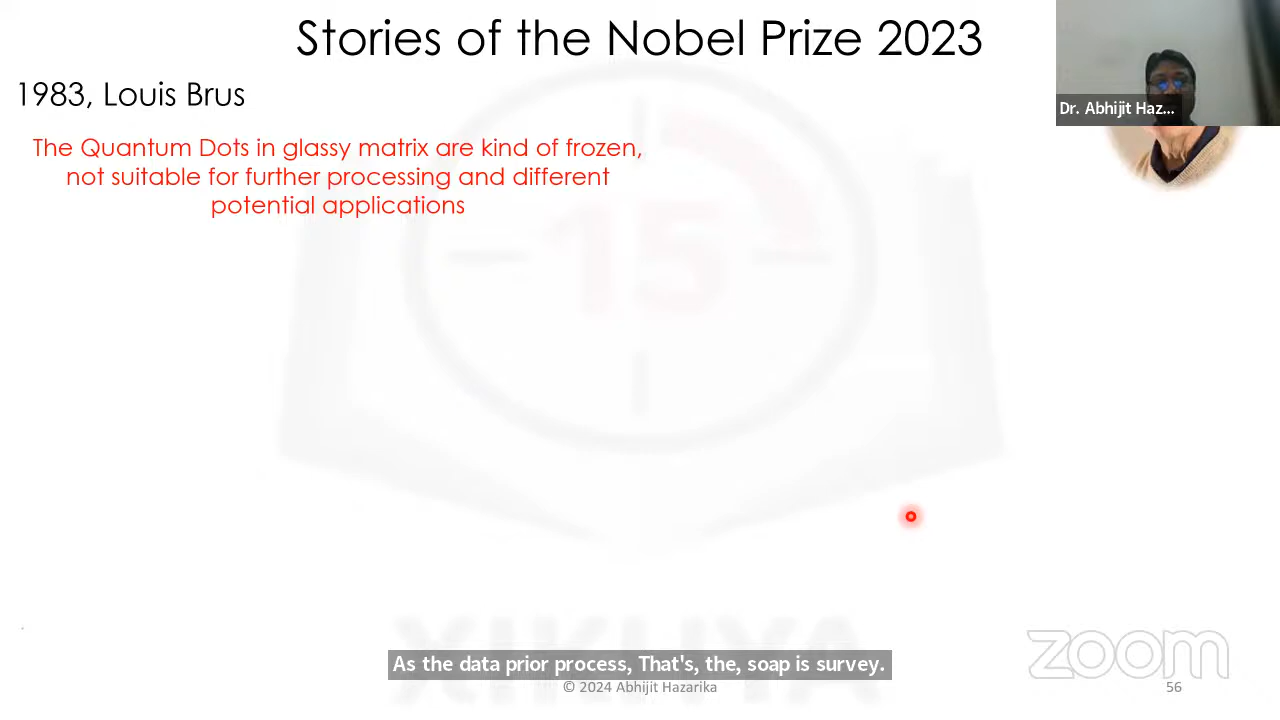 Stories of the Nobel Prize 2023
1983, Louis Brus
Dr. Abhijit Haz...
The Quantum Dots in glassy matrix are kind of frozen,
not suitable for further processing and different
potential applications
15
XIKLIYA
As the data prior process, That's, the, soap is survey.
zoom
© 2024 Abhijit Hazarika
56